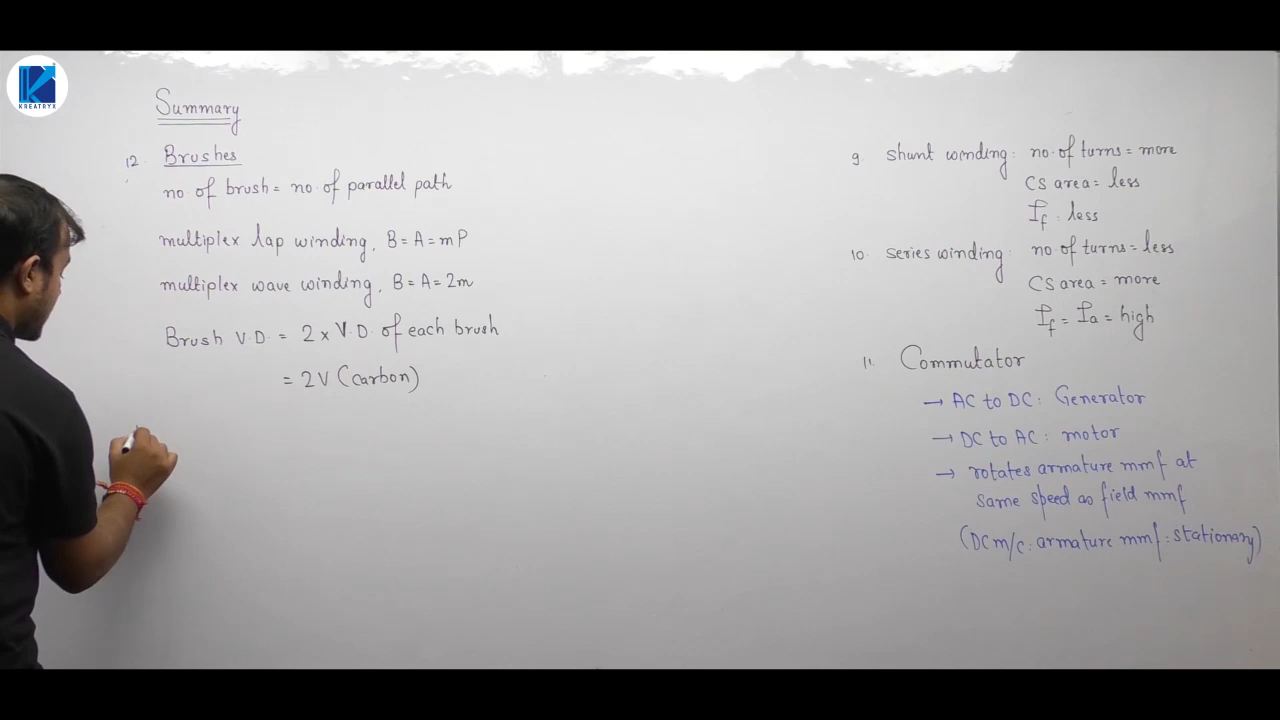 KREATRYX
Summary
12. Brushes
no of brush = no. of parallel path
multiplex lap winding, B = A = mP
multiplex wave winding, B = A = 2m
Brush V.D. = 2 x V.D. of each brush
= 2V (Carbon)
9. shunt winding: no. of turns = more
CS area = less
If = less
10. series winding: no of turns = less
CS area = more
If = Ia = high
11. Commutator
→ AC to DC: Generator
→ DC to AC: motor
→ rotates armature mmf at
same speed as field mmf
(DC m/c: armature mmf: stationary)